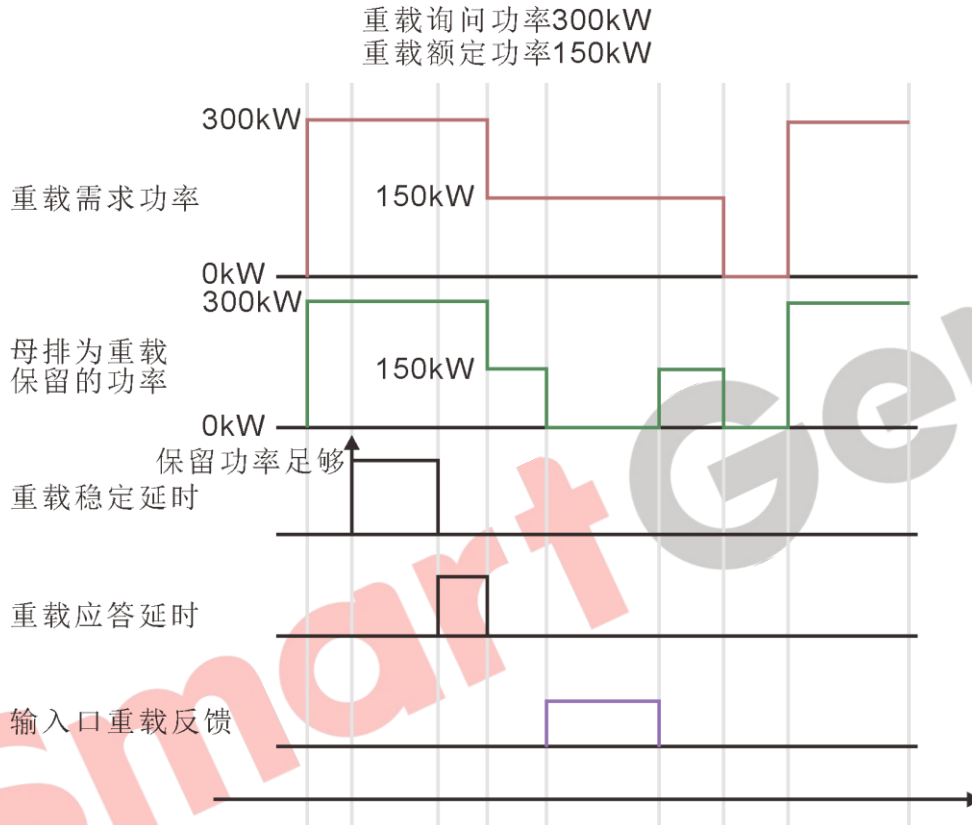 重载询问功率300kW
重载额定功率150kW
300kW
重载需求功率
150kW
0kW
300kW
母排为重载
保留的功率
150kW
0kW
保留功率足够
重载稳定延时
重载应答延时
输入口重载反馈
SmartGen